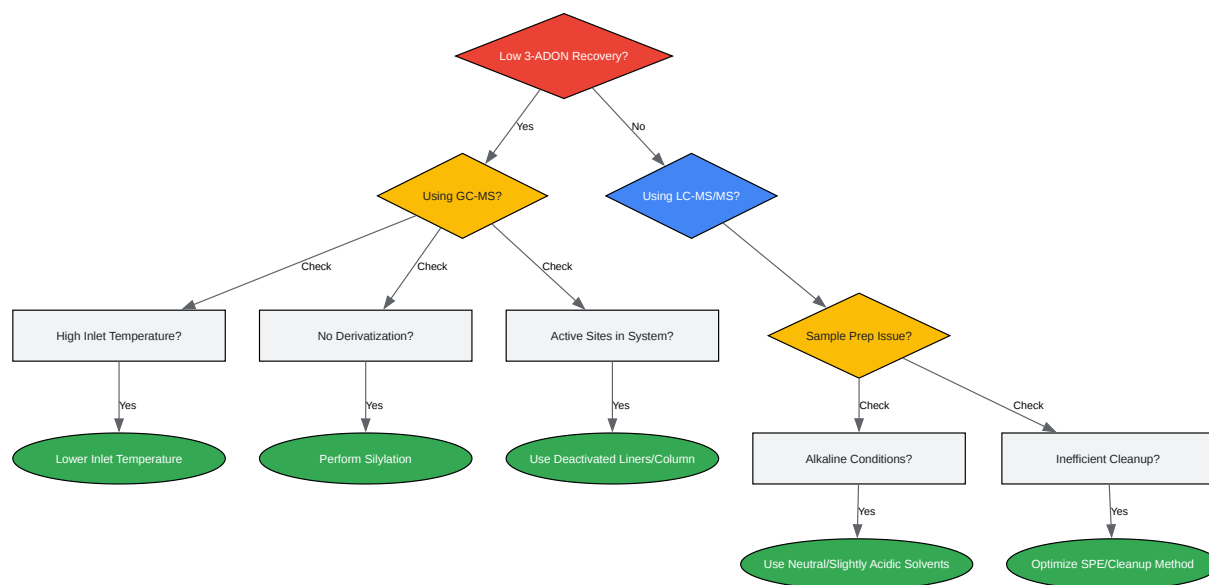 Low 3-ADON Recovery?
Yes
No
Using GC-MS?
Using LC-MS/MS?
Check
Check
Check
High Inlet Temperature?
No Derivatization?
Active Sites in System?
Sample Prep Issue?
Yes
Yes
Yes
Check
Check
Lower Inlet Temperature
Perform Silylation
Use Deactivated Liners/Column
Alkaline Conditions?
Inefficient Cleanup?
Yes
Yes
Use Neutral/Slightly Acidic Solvents
Optimize SPE/Cleanup Method